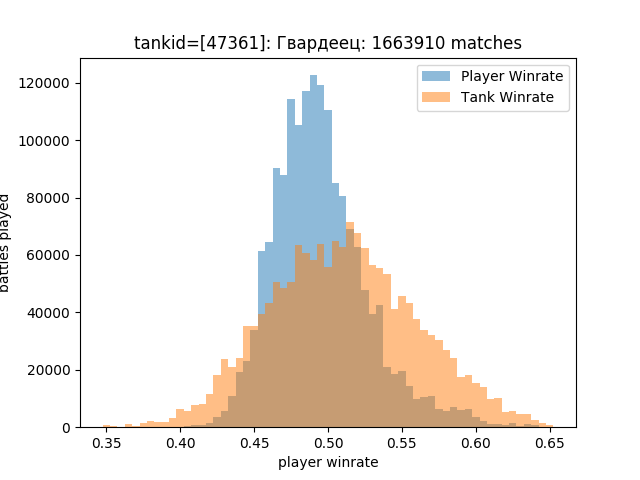 tankid=[47361]: Гвардеец: 1663910 matches
Player Winrate
Tank Winrate
battles played
120000
100000
80000
60000
40000
20000
0
0.35 0.40 0.45 0.50 0.55 0.60 0.65
player winrate